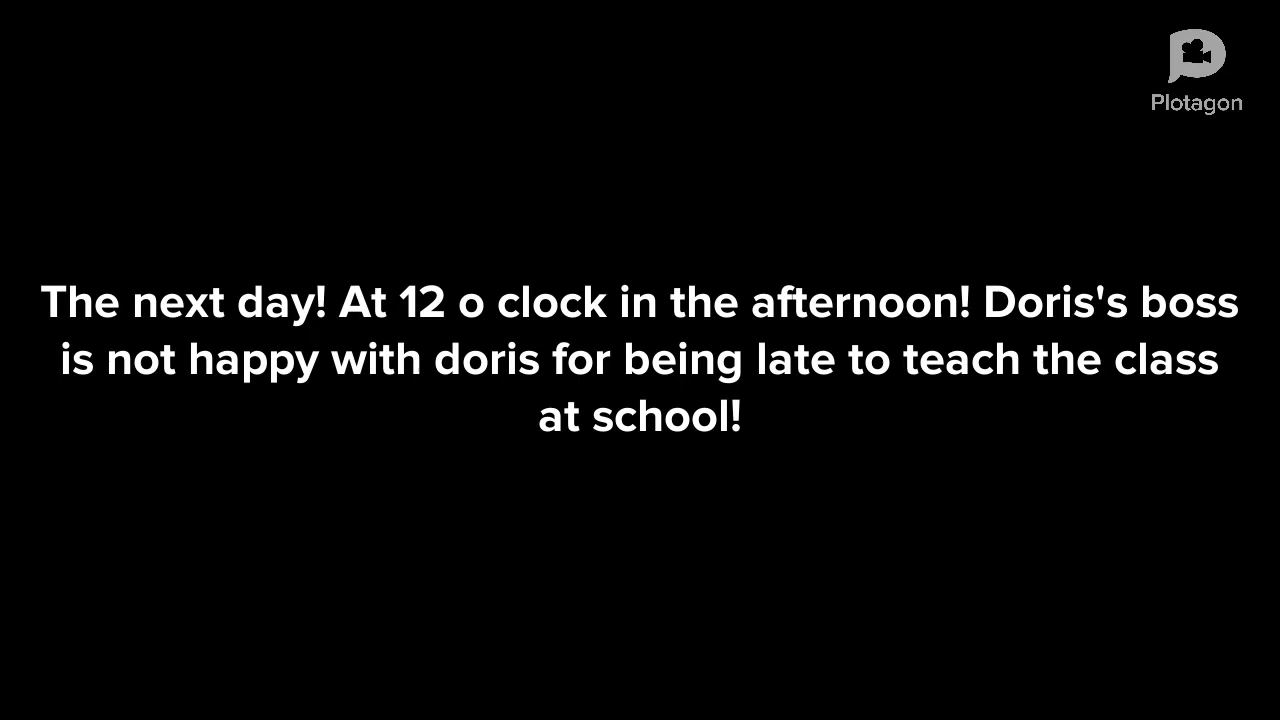 Plotagon
The next day! At 12 o clock in the afternoon! Doris's boss
is not happy with doris for being late to teach the class
at school!